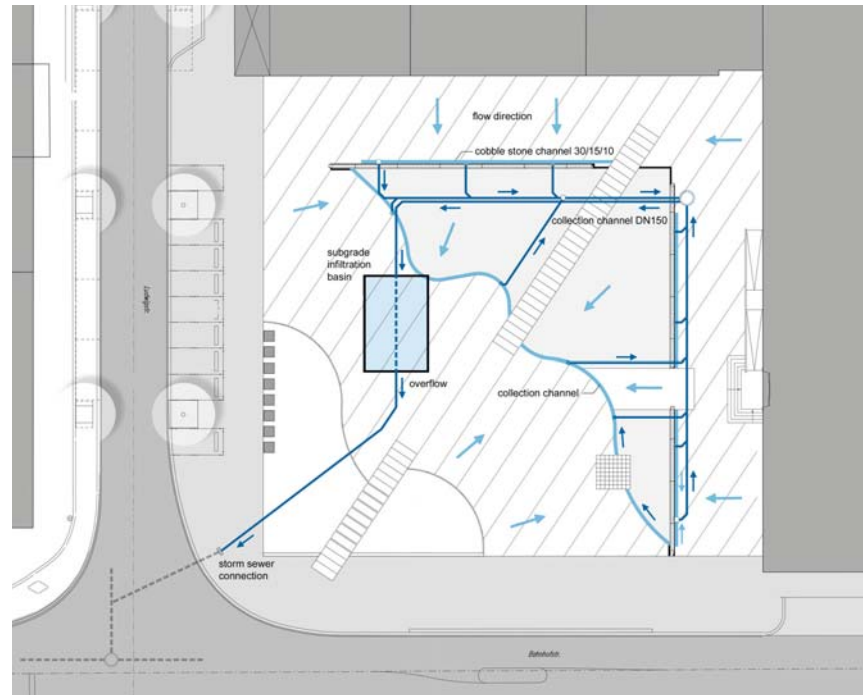 flow direction
cobble stone channel 30/15/10
collection channel DN150
subgrade
infiltration
basin
overflow
collection channel
storm sewer
connection
Bahnhofstr.